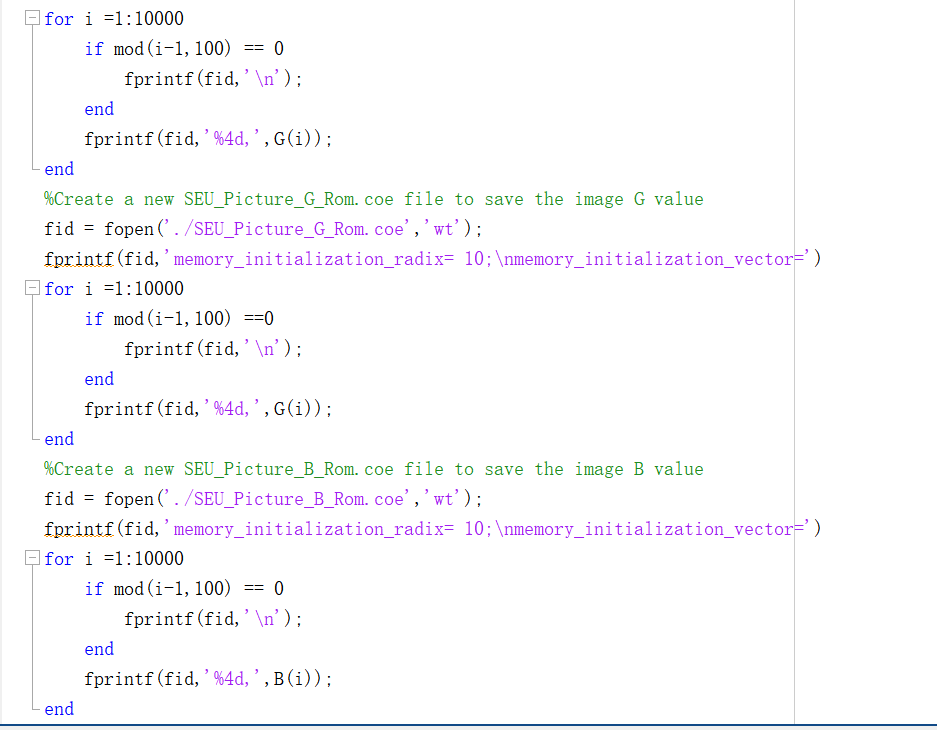 for i =1:10000
    if mod(i-1,100) == 0
        fprintf(fid,'\n');
    end
    fprintf(fid,'%4d,',G(i));
end
%Create a new SEU_Picture_G_Rom.coe file to save the image G value
fid = fopen('./SEU_Picture_G_Rom.coe','wt');
fprintf(fid,'memory_initialization_radix= 10;\nmemory_initialization_vector=')
for i =1:10000
    if mod(i-1,100) ==0
        fprintf(fid,'\n');
    end
    fprintf(fid,'%4d,',G(i));
end
%Create a new SEU_Picture_B_Rom.coe file to save the image B value
fid = fopen('./SEU_Picture_B_Rom.coe','wt');
fprintf(fid,'memory_initialization_radix= 10;\nmemory_initialization_vector=')
for i =1:10000
    if mod(i-1,100) == 0
        fprintf(fid,'\n');
    end
    fprintf(fid,'%4d,',B(i));
end